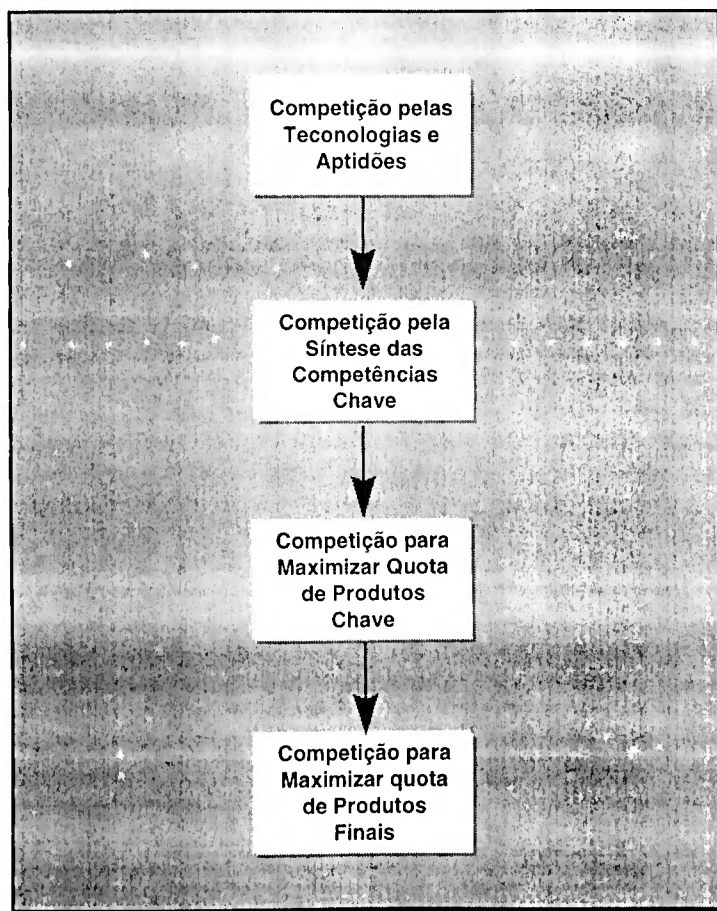 Competição pelas
Teconologias e
Aptidões
Competição pela
Síntese das
Competências
Chave
Competição para
Maximizar Quota
de Produtos
Chave
Competição para
Maximizar quota
de Produtos
Finais